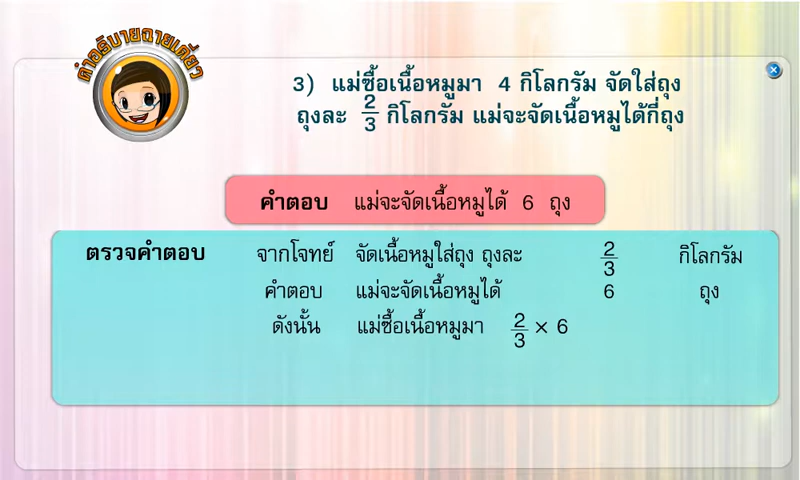 คำอธิบายฉายเดี่ยว
3) แม่ซื้อเนื้อหมูมา 4 กิโลกรัม จัดใส่ถุง
ถุงละ 2/3 กิโลกรัม แม่จะจัดเนื้อหมูได้กี่ถุง
คำตอบ แม่จะจัดเนื้อหมูได้ 6 ถุง
ตรวจคำตอบ จากโจทย์ จัดเนื้อหมูใส่ถุง ถุงละ 2/3 กิโลกรัม
คำตอบ แม่จะจัดเนื้อหมูได้ 6 ถุง
ดังนั้น แม่ซื้อเนื้อหมูมา 2/3 × 6